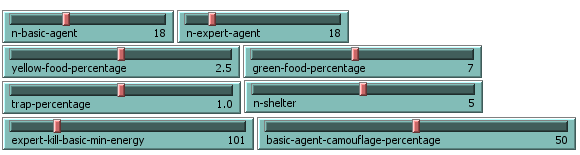 n-basic-agent 18 n-expert-agent 18
yellow-food-percentage 2.5 green-food-percentage 7
trap-percentage 1.0 n-shelter 5
expert-kill-basic-min-energy 101 basic-agent-camouflage-percentage 50